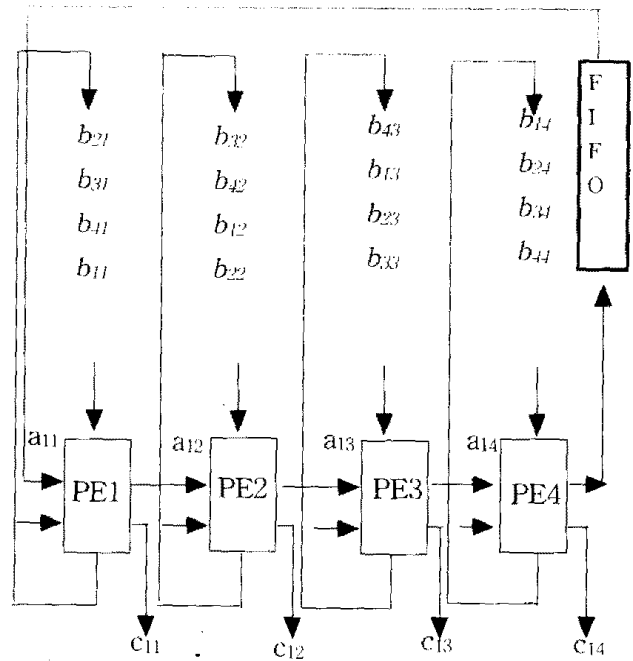 F
I
F
O
b21 b32 b43 b14
b31 b42 b13 b24
b41 b12 b23 b34
b11 b22 b33 b44
a11 a12 a13 a14
PE1 PE2 PE3 PE4
c11 c12 c13 c14